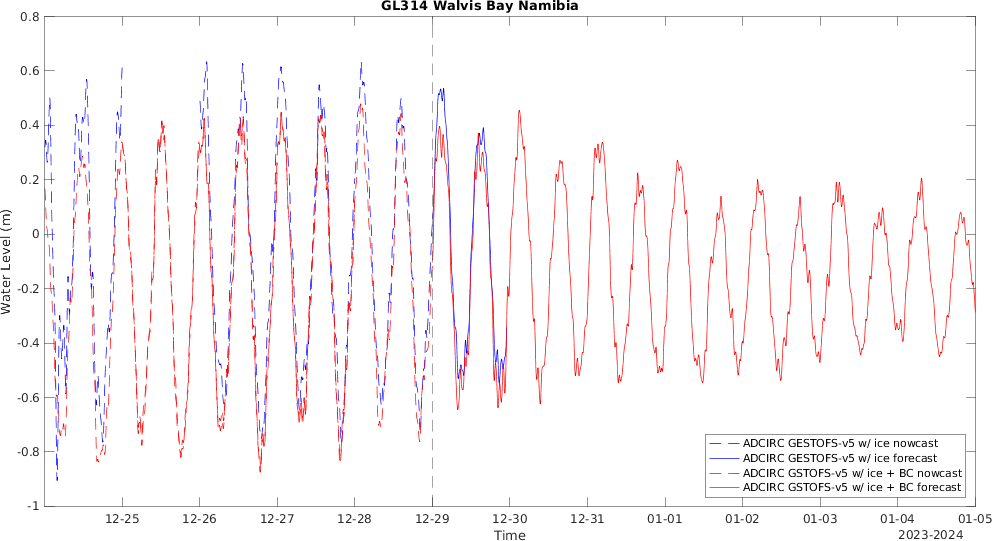 GL314 Walvis Bay Namibia
0.8
0.6
0.4
0.2
0
-0.2
-0.4
-0.6
-0.8
-1
Water Level (m)
12-25 12-26 12-27 12-28 12-29 12-30 12-31 01-01 01-02 01-03 01-04 01-05
Time
2023-2024
ADCIRC GESTOFS-v5 w/ ice nowcast
ADCIRC GESTOFS-v5 w/ ice forecast
ADCIRC GSTOFS-v5 w/ ice + BC nowcast
ADCIRC GSTOFS-v5 w/ ice + BC forecast